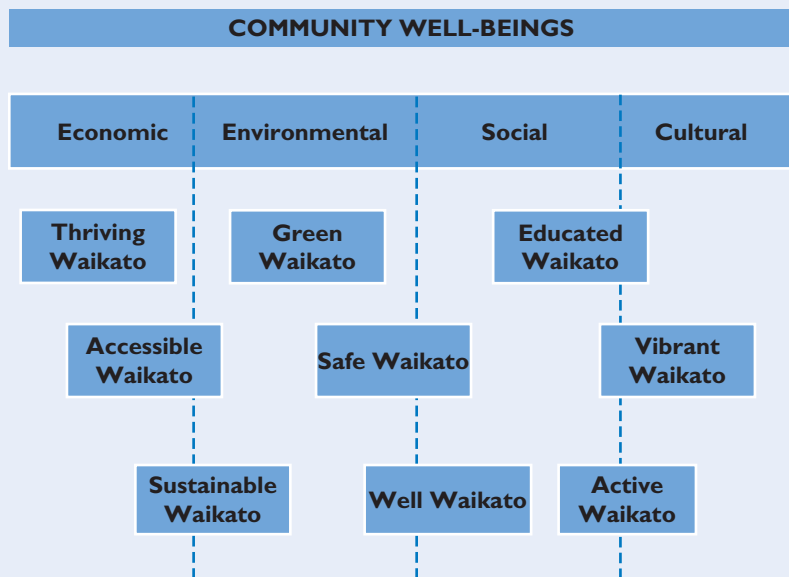 COMMUNITY WELL-BEINGS
Economic
Environmental
Social
Cultural
Thriving
Waikato
Green
Waikato
Educated
Waikato
Accessible
Waikato
Safe Waikato
Vibrant
Waikato
Sustainable
Waikato
Well Waikato
Active
Waikato